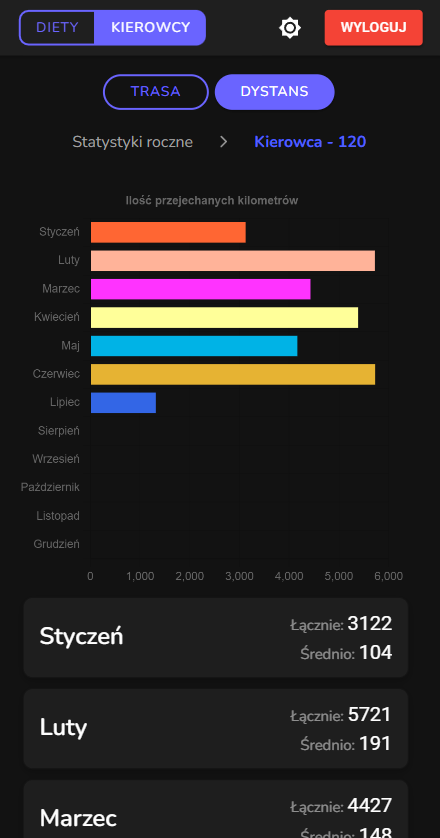 DIETY KIEROWCY WYLOGUJ
TRASA DYSTANS
Statystyki roczne > Kierowca - 120
Ilość przejechanych kilometrów
Styczeń
Luty
Marzec
Kwiecień
Maj
Czerwiec
Lipiec
Sierpień
Wrzesień
Październik
Listopad
Grudzień
0 1,000 2,000 3,000 4,000 5,000 6,000
Styczeń
Łącznie: 3122
Średnio: 104
Luty
Łącznie: 5721
Średnio: 191
Marzec
Łącznie: 4427
Średnio: 148